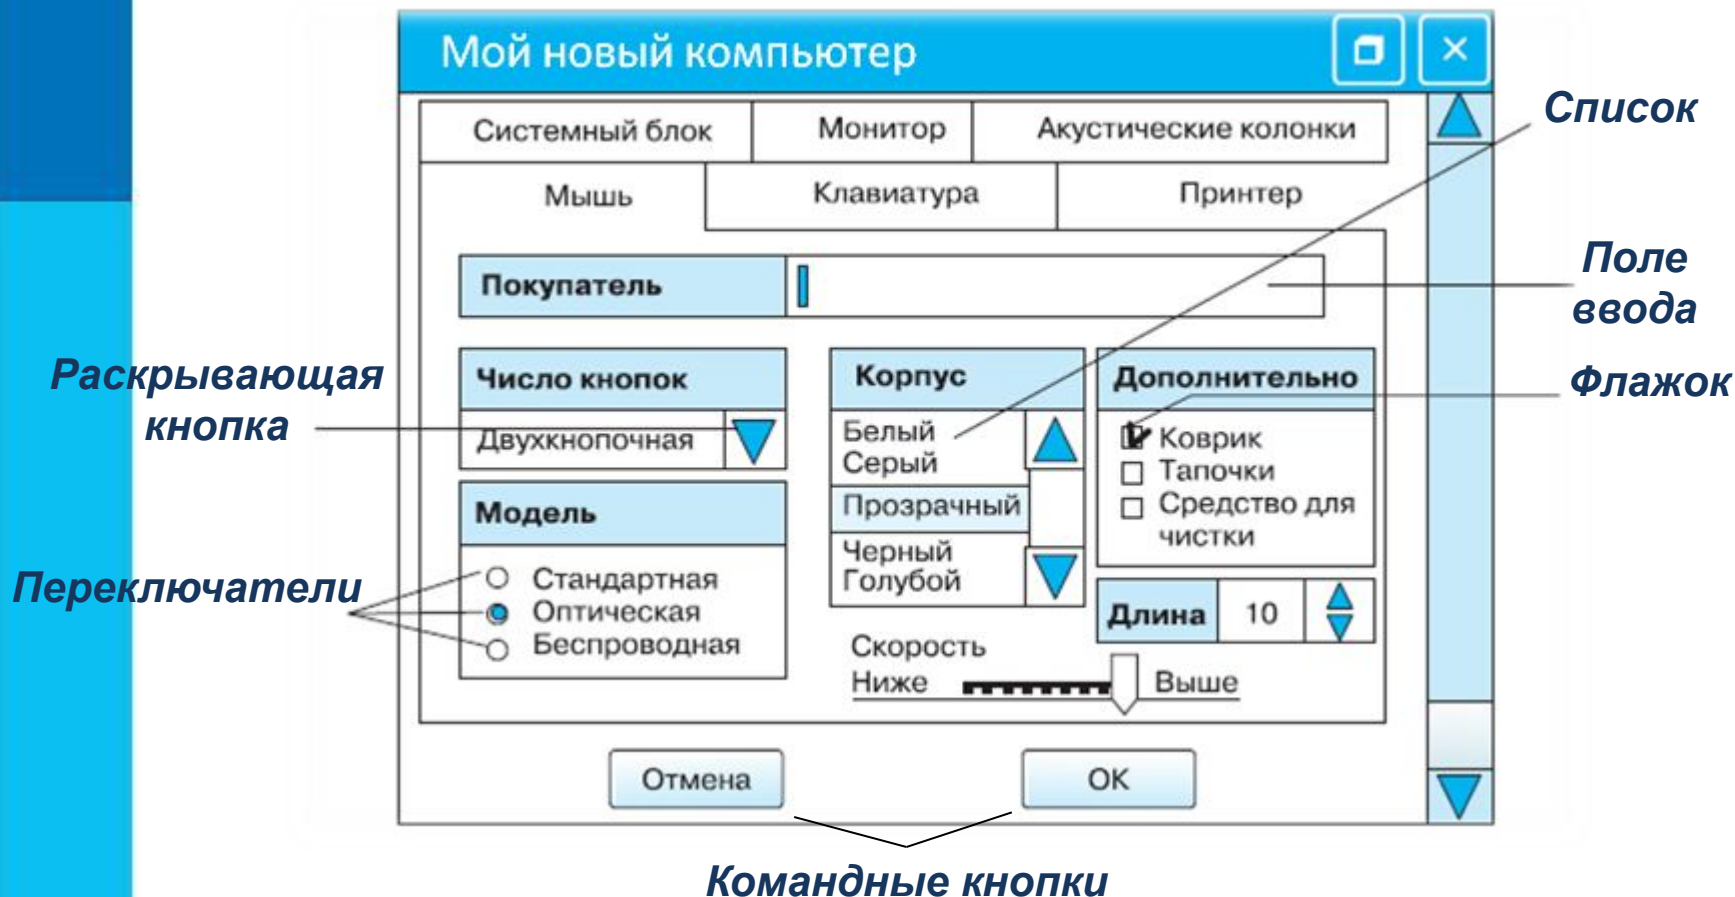 Мой новый компьютер
Список
Системный блок
Монитор
Акустические колонки
Мышь
Клавиатура
Принтер
Поле
ввода
Покупатель
Раскрывающая
кнопка
Число кнопок
Двухкнопочная
Корпус
Белый
Серый
Прозрачный
Черный
Голубой
Дополнительно
Коврик
Тапочки
Средство для
чистки
Флажок
Переключатели
Модель
Стандартная
Оптическая
Беспроводная
Длина
10
Скорость
Ниже
Выше
Отмена
ОК
Командные кнопки